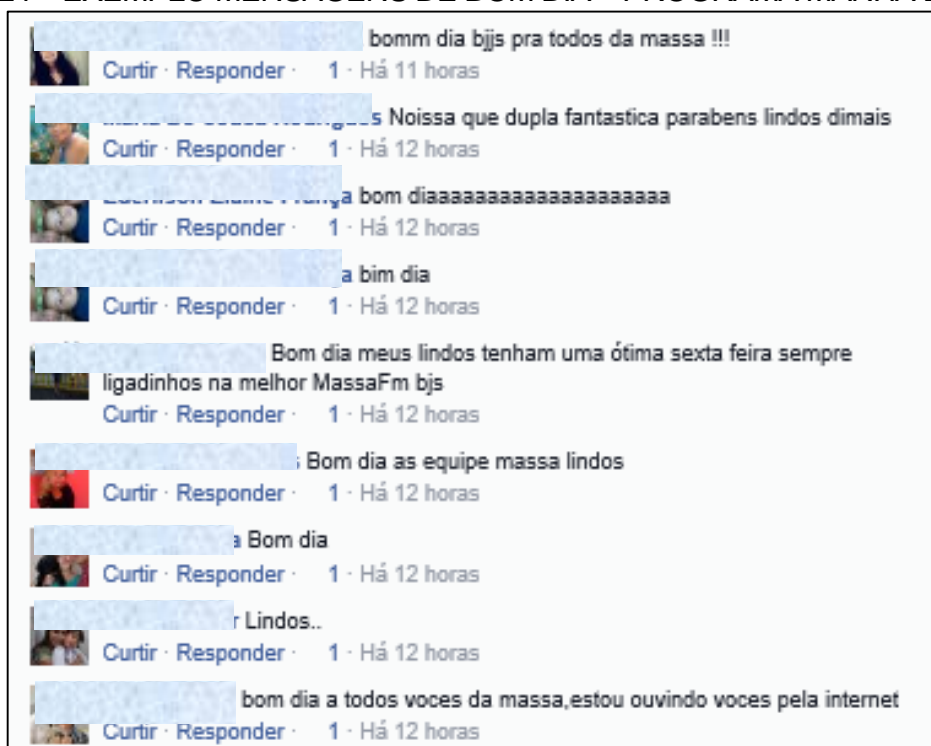 bomm dia bjjs pra todos da massa !!!
Curtir · Responder · 1 · Há 11 horas
Noissa que dupla fantastica parabens lindos dimais
Curtir · Responder · 1 · Há 12 horas
bom diaaaaaaaaaaaaaaaaaaaaa
Curtir · Responder · 1 · Há 12 horas
a bim dia
Curtir · Responder · 1 · Há 12 horas
Bom dia meus lindos tenham uma ótima sexta feira sempre
ligadinhos na melhor MassaFm bjs
Curtir · Responder · 1 · Há 12 horas
Bom dia as equipe massa lindos
Curtir · Responder · 1 · Há 12 horas
a Bom dia
Curtir · Responder · 1 · Há 12 horas
r Lindos..
Curtir · Responder · 1 · Há 12 horas
bom dia a todos voces da massa,estou ouvindo voces pela internet
Curtir · Responder · 1 · Há 12 horas